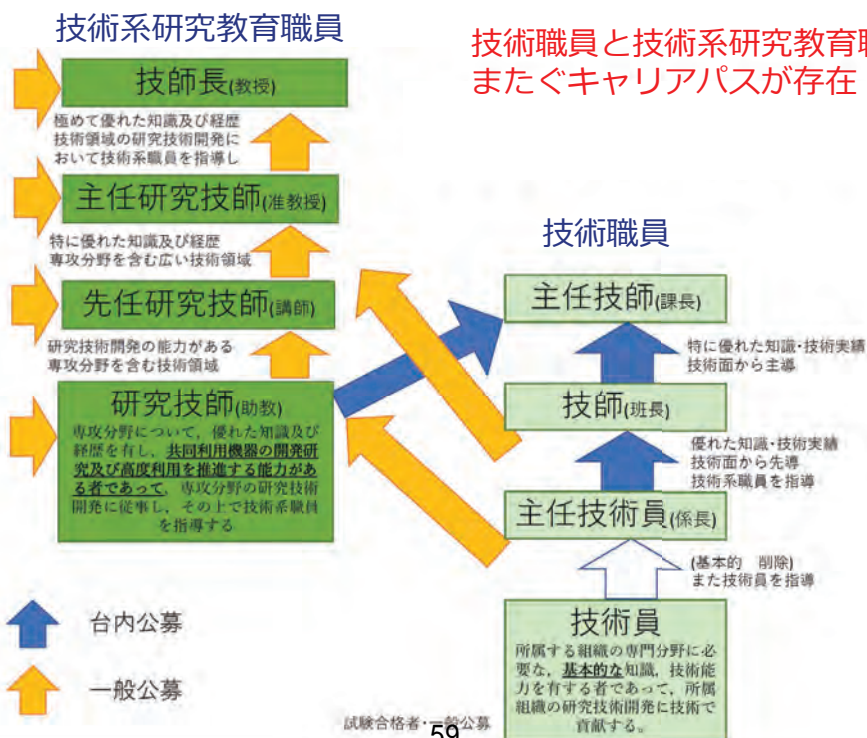 技術系研究教育職員
技術職員と技術系研究教育職
またぐキャリアパスが存在
技師長(教授)
極めて優れた知識及び経歴
技術領域の研究技術開発に
おいて技術系職員を指導し
主任研究技師(准教授)
特に優れた知識及び経歴
専攻分野を含む広い技術領域
先任研究技師(講師)
研究技術開発の能力がある
専攻分野を含む技術領域
研究技師(助教)
専攻分野について，優れた知識及び
経歴を有し，共同利用機器の開発研
究及び高度利用を推進する能力があ
る者であって，専攻分野の研究技術
開発に従事し，その上で技術系職員
を指導する
技術職員
主任技師(課長)
特に優れた知識・技術実績
技術面から主導
技師(班長)
優れた知識・技術実績
技術面から先導
技術系職員を指導
主任技術員(係長)
(基本的　削除)
また技術員を指導
技術員
所属する組織の専門分野に必
要な，基本的な知識，技術能
力を有する者であって，所属
組織の研究技術開発に技術で
貢献する。
台内公募
一般公募
試験合格者・一般公募
59